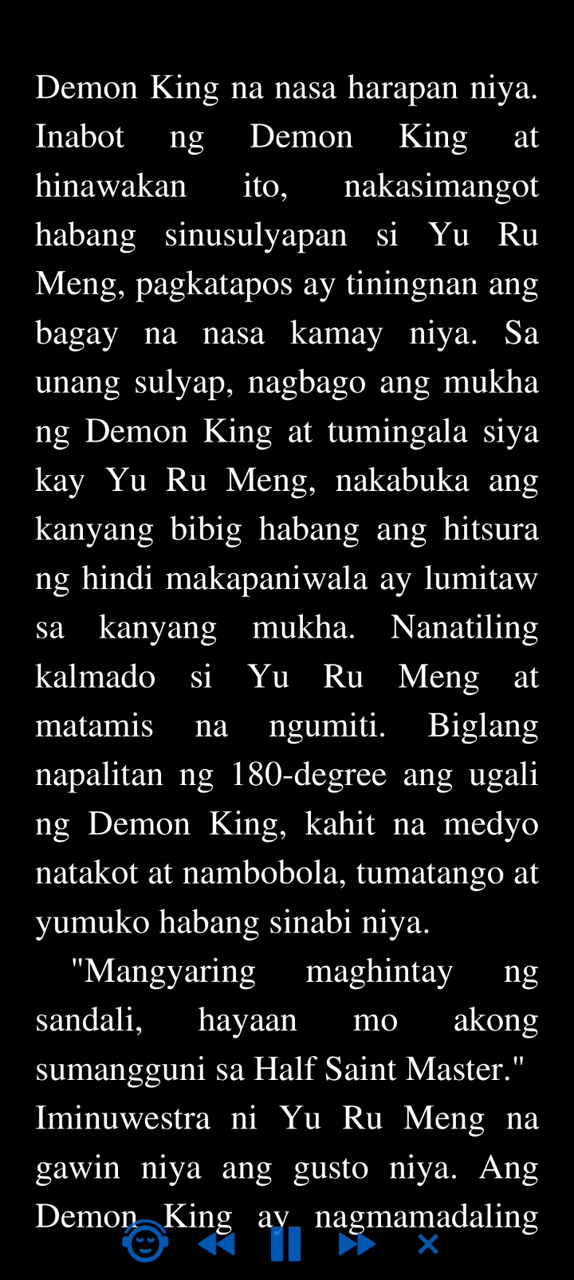 Demon King na nasa harapan niya.
Inabot ng Demon King at
hinawakan ito, nakasimangot
habang sinusulyapan si Yu Ru
Meng, pagkatapos ay tiningnan ang
bagay na nasa kamay niya. Sa
unang sulyap, nagbago ang mukha
ng Demon King at tumingala siya
kay Yu Ru Meng, nakabuka ang
kanyang bibig habang ang hitsura
ng hindi makapaniwala ay lumitaw
sa kanyang mukha. Nanatiling
kalmado si Yu Ru Meng at
matamis na ngumiti. Biglang
napalitan ng 180-degree ang ugali
ng Demon King, kahit na medyo
natakot at nambobola, tumatango at
yumuko habang sinabi niya.
"Mangyaring maghintay ng
sandali, hayaan mo akong
sumangguni sa Half Saint Master."
Iminuwestra ni Yu Ru Meng na
gawin niya ang gusto niya. Ang
Demon King ay nagmamadaling